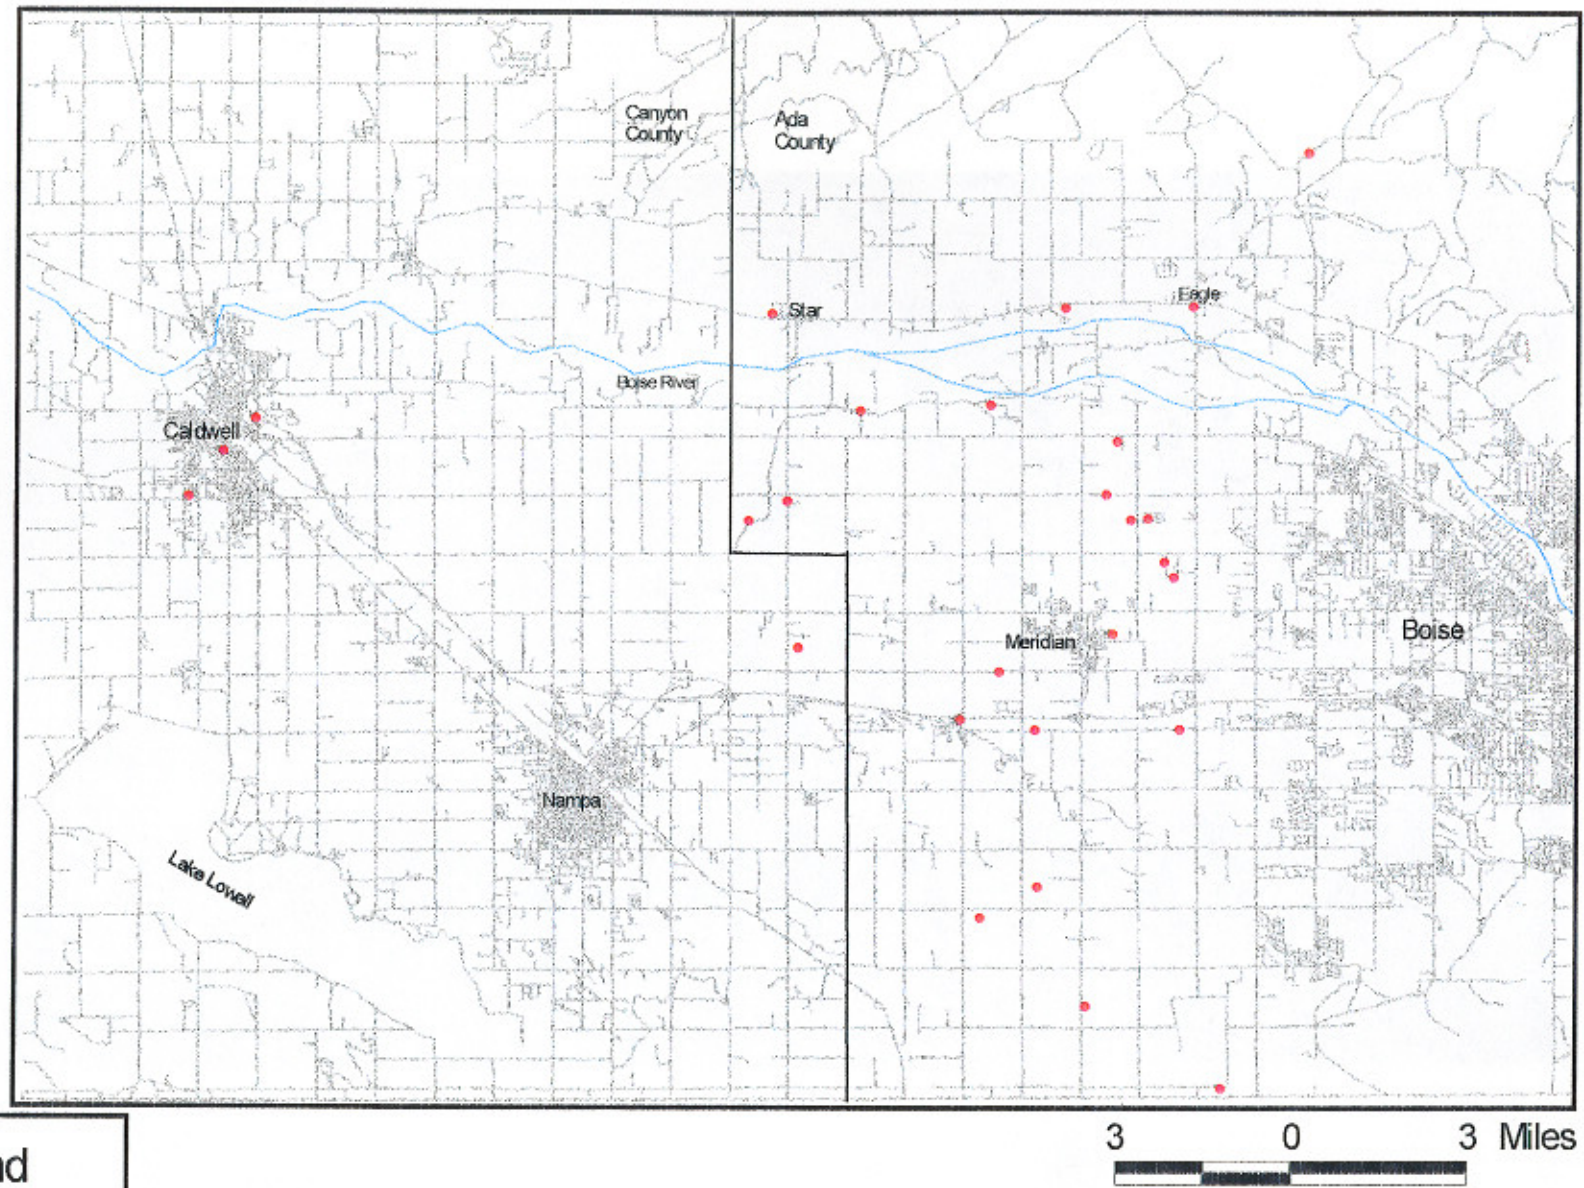 Canyon
County
Ada
County
Star
Eagle
Boise River
Caldwell
Meridian
Boise
Nampa
Lake Lowell
3 0 3 Miles
nd